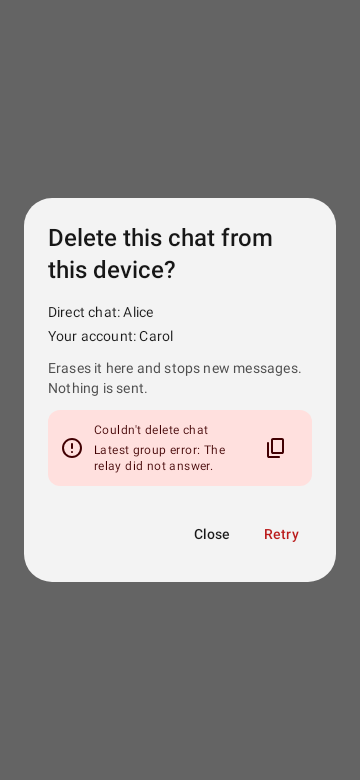 Delete this chat from
this device?
Direct chat: Alice
Your account: Carol
Erases it here and stops new messages.
Nothing is sent.
Couldn't delete chat
Latest group error: The
relay did not answer.
Close
Retry